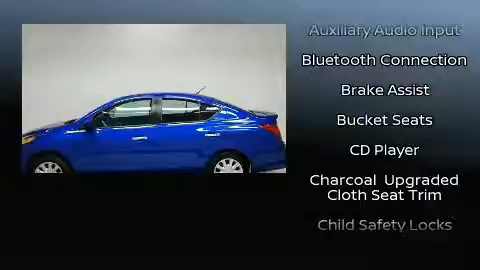 Auxiliary Audio Input
Bluetooth Connection
Brake Assist
Bucket Seats
CD Player
Charcoal Upgraded
Cloth Seat Trim
Child Safety Locks